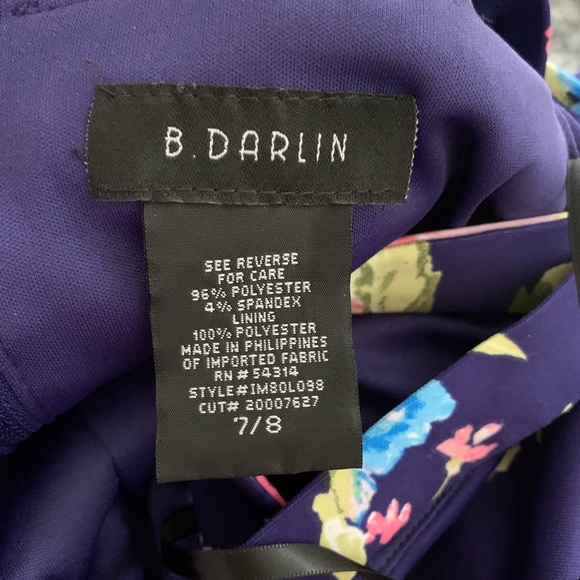 B. DARLIN
SEE REVERSE
FOR CARE
96% POLYESTER
4% SPANDEX
LINING
100% POLYESTER
MADE IN PHILIPPINES
OF IMPORTED FABRIC
RN # 54314
STYLE#IM80L098
CUT# 20007627
7/8